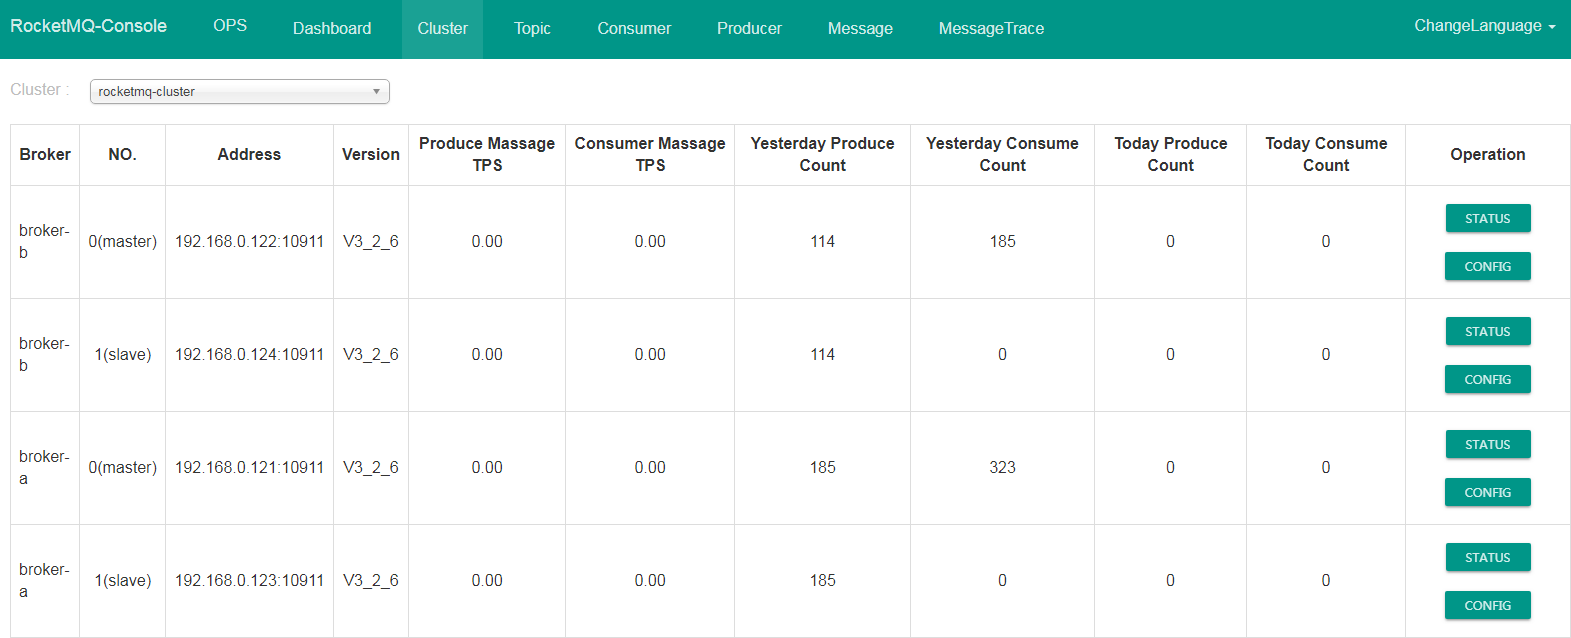 RocketMQ-Console OPS Dashboard Cluster Topic Consumer Producer Message MessageTrace ChangeLanguage
Cluster : rocketmq-cluster
Broker NO. Address Version Produce Massage TPS Consumer Massage TPS Yesterday Produce Count Yesterday Consume Count Today Produce Count Today Consume Count Operation
broker-b 0(master) 192.168.0.122:10911 V3_2_6 0.00 0.00 114 185 0 0 STATUS CONFIG
broker-b 1(slave) 192.168.0.124:10911 V3_2_6 0.00 0.00 114 0 0 0 STATUS CONFIG
broker-a 0(master) 192.168.0.121:10911 V3_2_6 0.00 0.00 185 323 0 0 STATUS CONFIG
broker-a 1(slave) 192.168.0.123:10911 V3_2_6 0.00 0.00 185 0 0 0 STATUS CONFIG